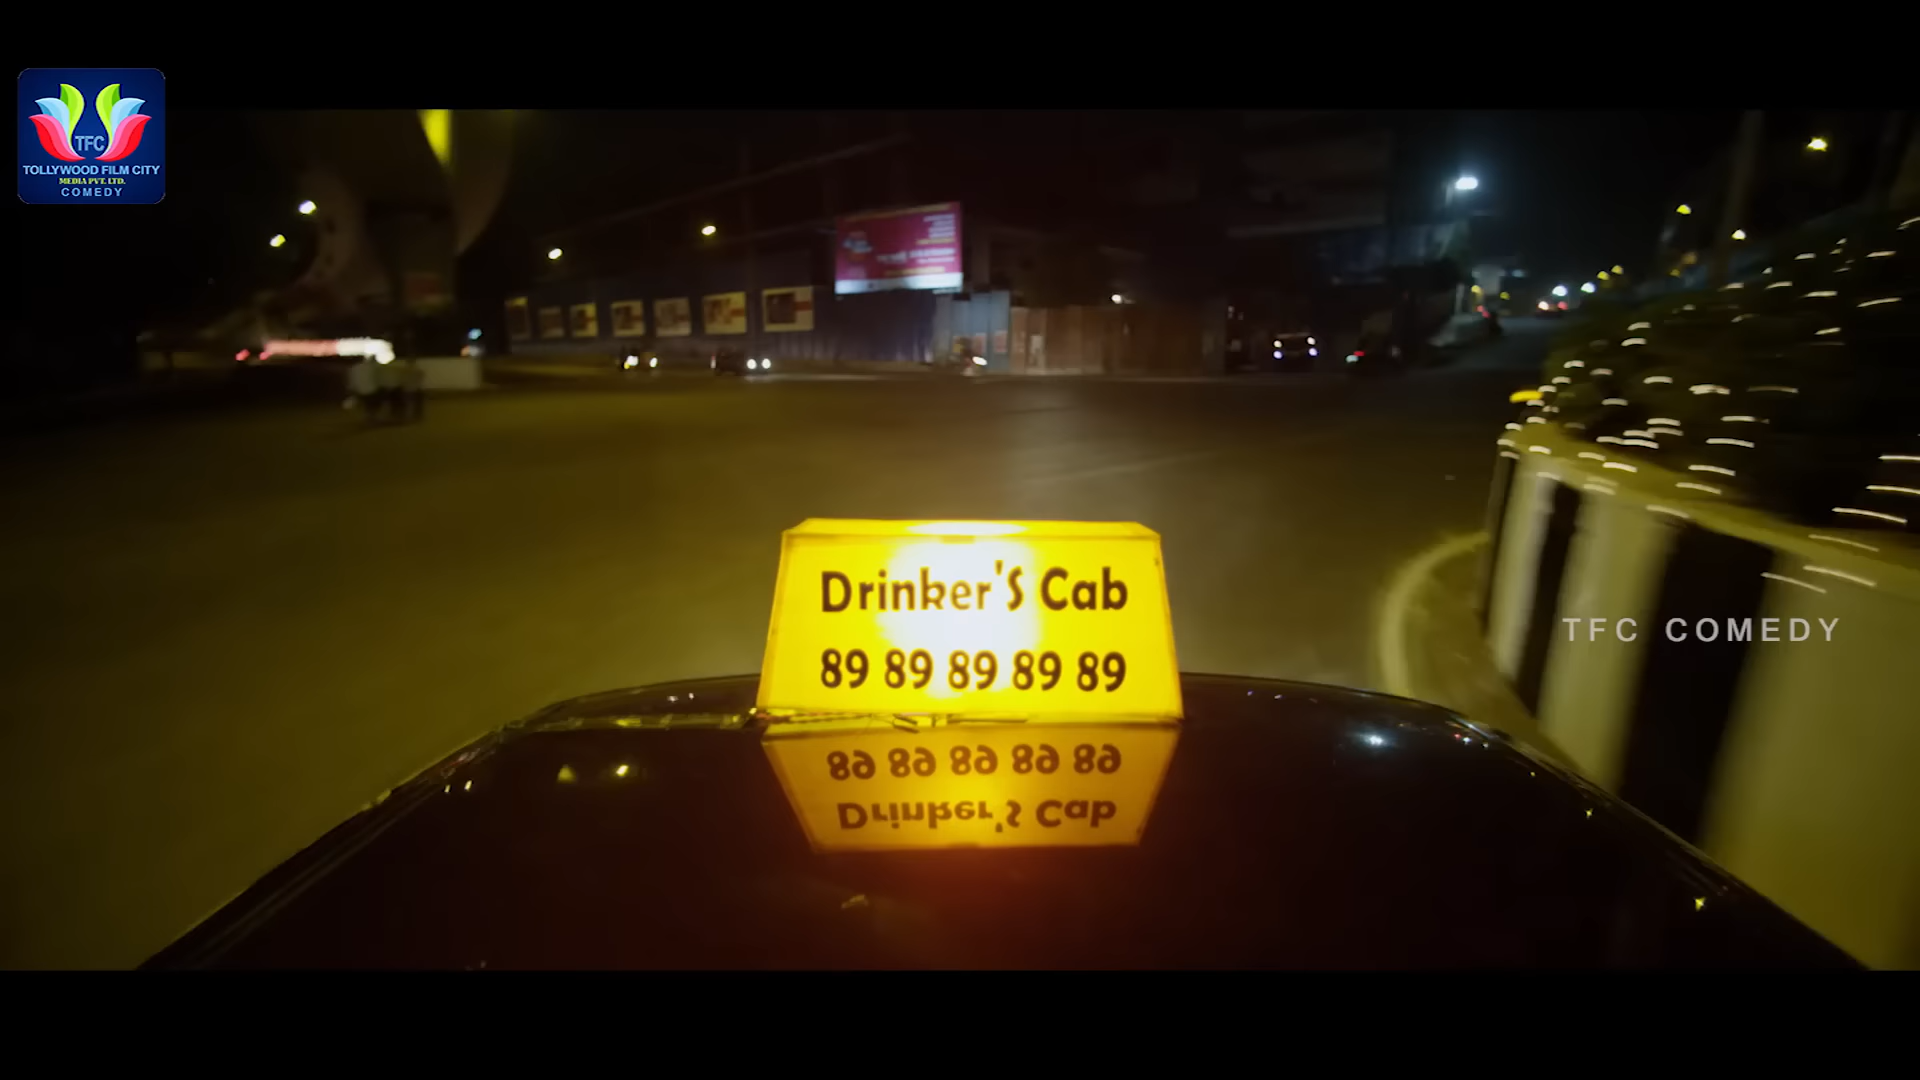 TFC
TOLLYWOOD FILM CITY
MEDIA PVT. LTD.
COMEDY
Drinker'S Cab
89 89 89 89 89
TFC COMEDY